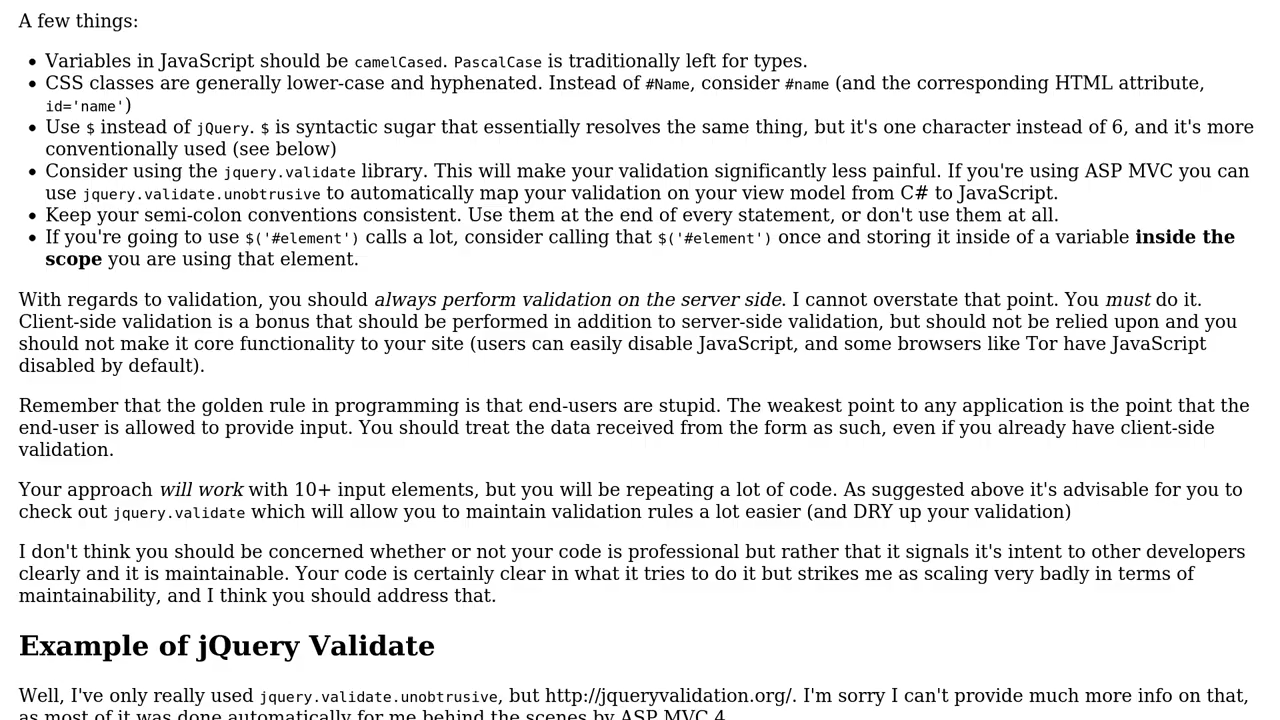 A few things:
Variables in JavaScript should be camelCased. PascalCase is traditionally left for types.
CSS classes are generally lower-case and hyphenated. Instead of #Name, consider #name (and the corresponding HTML attribute,
id='name')
Use $ instead of jQuery. $ is syntactic sugar that essentially resolves the same thing, but it's one character instead of 6, and it's more
conventionally used (see below)
Consider using the jquery.validate library. This will make your validation significantly less painful. If you're using ASP MVC you can
use jquery.validate.unobtrusive to automatically map your validation on your view model from C# to JavaScript.
Keep your semi-colon conventions consistent. Use them at the end of every statement, or don't use them at all.
If you're going to use $('#element') calls a lot, consider calling that $('#element') once and storing it inside of a variable inside the
scope you are using that element.
With regards to validation, you should always perform validation on the server side. I cannot overstate that point. You must do it.
Client-side validation is a bonus that should be performed in addition to server-side validation, but should not be relied upon and you
should not make it core functionality to your site (users can easily disable JavaScript, and some browsers like Tor have JavaScript
disabled by default).
Remember that the golden rule in programming is that end-users are stupid. The weakest point to any application is the point that the
end-user is allowed to provide input. You should treat the data received from the form as such, even if you already have client-side
validation.
Your approach will work with 10+ input elements, but you will be repeating a lot of code. As suggested above it's advisable for you to
check out jquery.validate which will allow you to maintain validation rules a lot easier (and DRY up your validation)
I don't think you should be concerned whether or not your code is professional but rather that it signals it's intent to other developers
clearly and it is maintainable. Your code is certainly clear in what it tries to do it but strikes me as scaling very badly in terms of
maintainability, and I think you should address that.
Example of jQuery Validate
Well, I've only really used jquery.validate.unobtrusive, but http://jqueryvalidation.org/. I'm sorry I can't provide much more info on that,
as most of it was done automatically for me behind the scenes by ASP MVC 4.